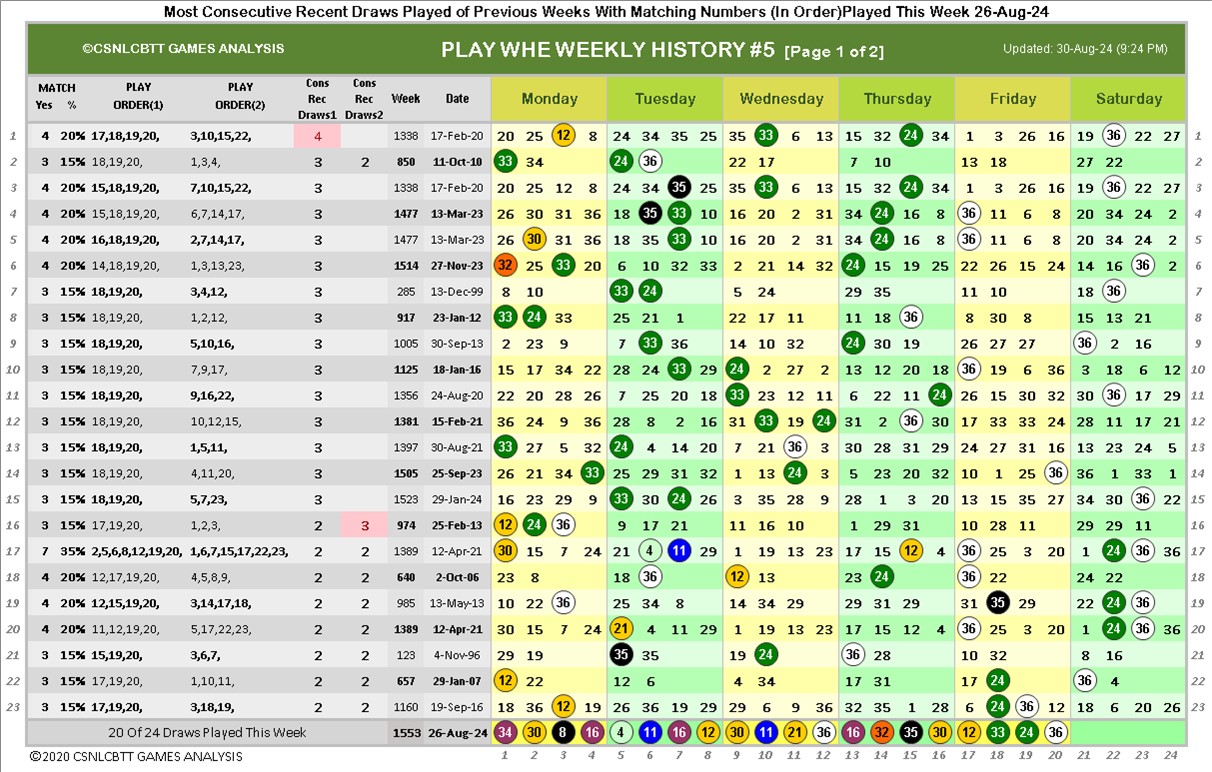 Most Consecutive Recent Draws Played of Previous Weeks With Matching Numbers (In Order)Played This Week 26-Aug-24
©CSNLCBTT GAMES ANALYSIS PLAY WHE WEEKLY HISTORY #5 [Page 1 of 2] Updated: 30-Aug-24 (9:24 PM)
MATCH Yes % PLAY ORDER(1) PLAY ORDER(2) Cons Rec Draws1 Cons Rec Draws2 Week Date Monday Tuesday Wednesday Thursday Friday Saturday
1 4 20% 17,18,19,20, 3,10,15,22, 4 1338 17-Feb-20 20 25 12 8 24 34 35 25 35 33 6 13 15 32 24 34 1 3 26 16 19 36 22 27 1
2 3 15% 18,19,20, 1,3,4, 3 2 850 11-Oct-10 33 34 24 36 22 17 7 10 13 18 27 22 2
3 4 20% 15,18,19,20, 7,10,15,22, 3 1338 17-Feb-20 20 25 12 8 24 34 35 25 35 33 6 13 15 32 24 34 1 3 26 16 19 36 22 27 3
4 4 20% 15,18,19,20, 6,7,14,17, 3 1477 13-Mar-23 26 30 31 36 18 35 33 10 16 20 2 31 34 24 16 8 36 11 6 8 20 34 24 2 4
5 4 20% 16,18,19,20, 2,7,14,17, 3 1477 13-Mar-23 26 30 31 36 18 35 33 10 16 20 2 31 34 24 16 8 36 11 6 8 20 34 24 2 5
6 4 20% 14,18,19,20, 1,3,13,23, 3 1514 27-Nov-23 32 25 33 20 6 10 32 33 2 21 14 32 24 15 19 25 22 26 15 24 14 16 36 2 6
7 3 15% 18,19,20, 3,4,12, 3 285 13-Dec-99 8 10 33 24 5 24 29 35 11 10 18 36 7
8 3 15% 18,19,20, 1,2,12, 3 917 23-Jan-12 33 24 33 25 21 1 22 17 11 11 18 36 8 30 8 15 13 21 8
9 3 15% 18,19,20, 5,10,16, 3 1005 30-Sep-13 2 23 9 7 33 36 14 10 32 24 30 19 26 27 27 36 2 16 9
10 3 15% 18,19,20, 7,9,17, 3 1125 18-Jan-16 15 17 34 22 28 24 33 29 24 2 27 2 13 12 20 18 36 19 6 36 3 18 6 12 10
11 15% 18,19,20, 9,16,22, 3 1356 24-Aug-20 22 20 28 26 7 25 20 18 33 23 12 11 6 22 11 24 26 15 30 32 30 36 17 29 11
12 3 15% 18,19,20, 10,12,15, 3 1381 15-Feb-21 36 24 9 36 28 8 2 16 31 33 19 24 31 2 36 30 17 33 33 24 28 11 17 21 12
13 3 15% 18,19,20, 1,5,11, 3 1397 30-Aug-21 33 27 5 32 24 4 14 20 7 21 36 3 30 28 31 29 24 27 31 16 13 23 24 5 13
14 3 15% 18,19,20, 4,11,20, 3 1505 25-Sep-23 26 21 34 33 25 29 31 32 1 13 24 3 5 23 20 32 10 1 25 36 36 1 33 1 14
15 3 15% 18,19,20, 5,7,23, 3 1523 29-Jan-24 16 23 29 9 33 30 24 26 3 35 28 9 28 1 3 20 13 15 35 27 34 30 36 22 15
16 3 15% 17,19,20, 1,2,3, 2 3 974 25-Feb-13 12 24 36 9 17 21 11 16 10 1 29 31 10 28 11 29 29 11 16
17 7 35% 2,5,6,8,12,19,20, 1,6,7,15,17,22,23, 2 2 1389 12-Apr-21 30 15 7 24 21 4 11 29 1 19 13 23 17 15 12 4 36 25 3 20 1 24 36 36 17
18 4 20% 12,17,19,20, 4,5,8,9, 2 2 640 2-Oct-06 23 8 18 36 12 13 23 24 36 22 24 22 18
19 4 20% 12,15,19,20, 3,14,17,18, 2 2 985 13-May-13 10 22 36 25 34 8 14 34 29 29 31 29 31 35 29 22 24 36 19
20 4 20% 11,12,19,20, 5,17,22,23, 2 2 1389 12-Apr-21 30 15 7 24 21 4 11 29 1 19 13 23 17 15 12 4 36 25 3 20 1 24 36 36 20
21 3 15% 15,19,20, 3,6,7, 2 2 123 4-Nov-96 29 19 35 35 19 24 36 28 10 32 8 16 21
22 3 15% 17,19,20, 1,10,11, 2 2 657 29-Jan-07 12 22 12 6 4 34 17 31 17 24 36 4 22
23 3 15% 17,19,20, 3,18,19, 2 2 1160 19-Sep-16 18 36 12 19 26 36 19 29 29 6 9 36 32 35 1 28 6 24 36 12 18 6 20 26 23
20 Of 24 Draws Played This Week 1553 26-Aug-24 34 30 8 16 4 11 16 12 30 11 21 36 16 32 35 30 12 33 24 36
©2020 CSNLCBTT GAMES ANALYSIS 1 2 3 4 5 6 7 8 9 10 11 12 13 14 15 16 17 18 19 20 21 22 23 24